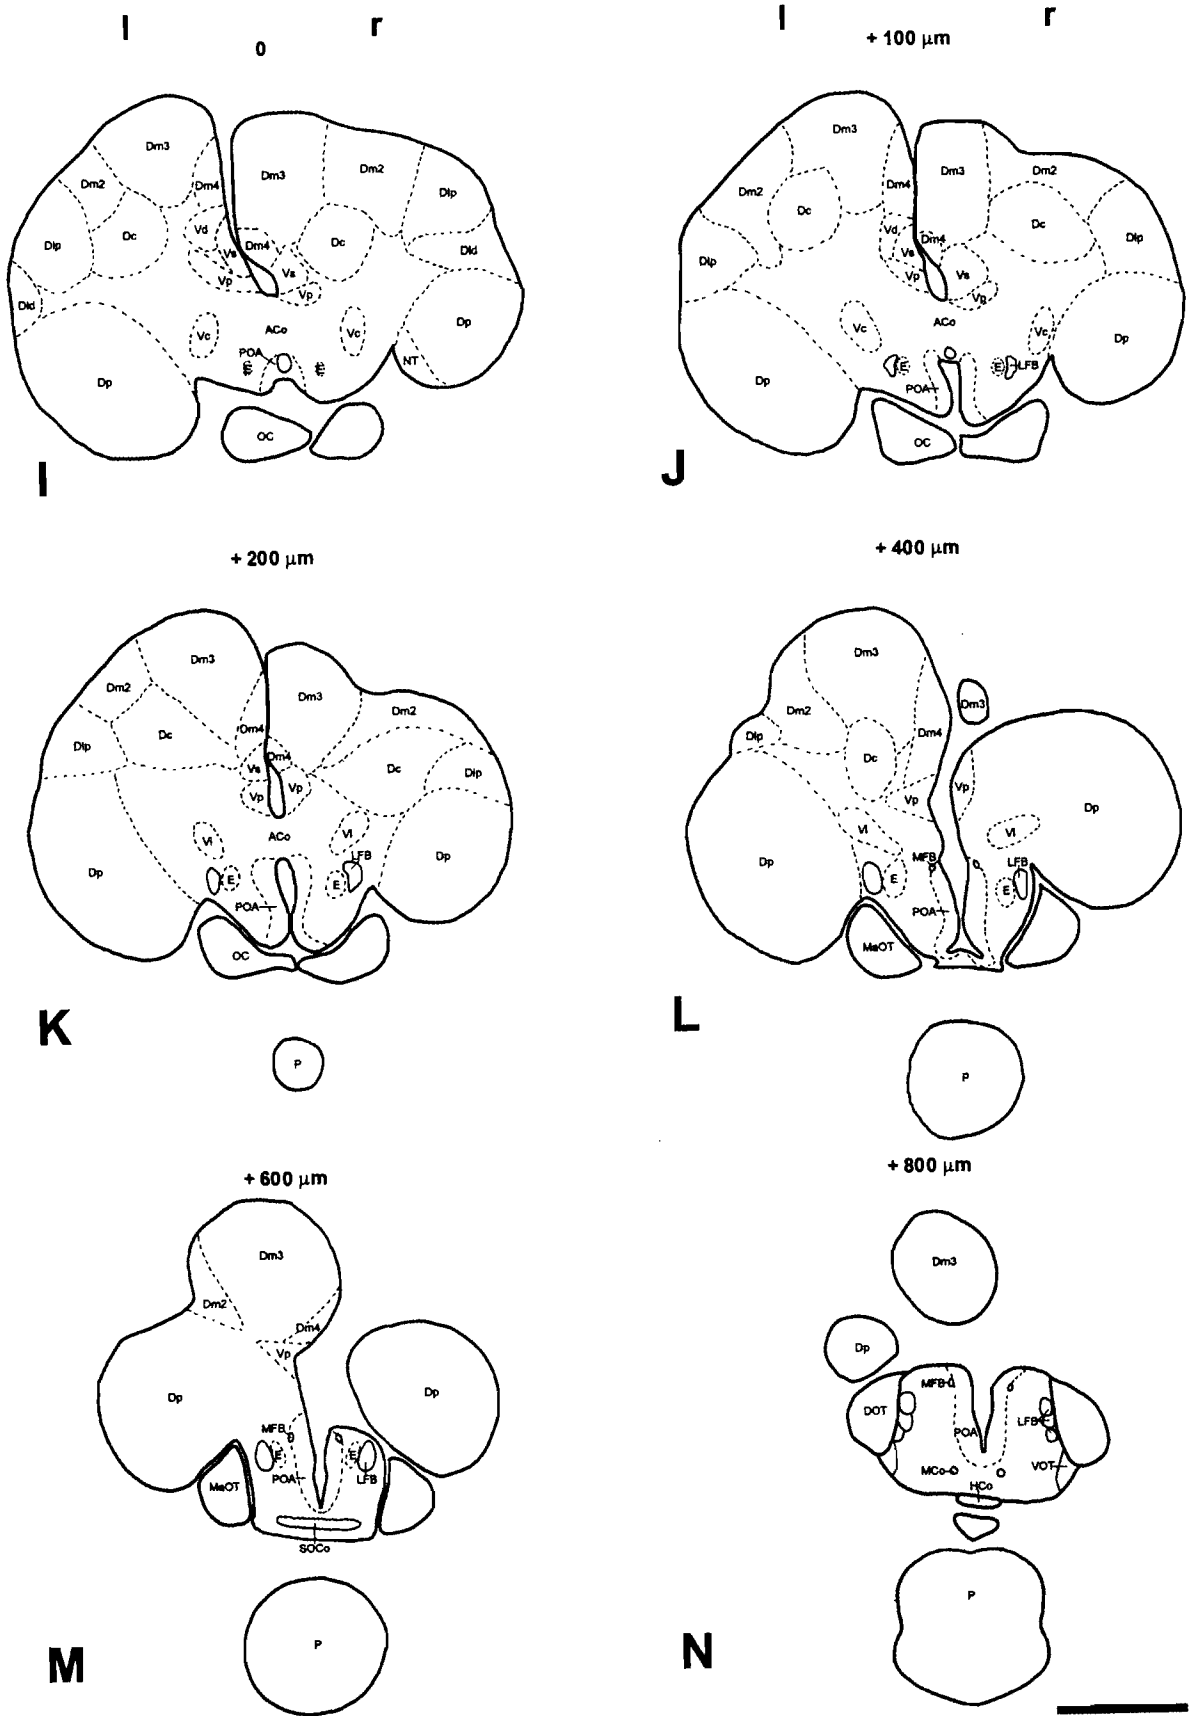 l r l r
0 + 100 μm
Dm3 Dm3 Dm2 Dm2 Dm4 Dlp
Vd Dm4 Dc Dc Dlp Vs Vs Dld
Vp Vp Dld Dp
Vc ACo Vc POA E E NT
Dp
OC
I
Dm3 Dm3 Dm2 Dm2 Dm4
Dc Dc Vd Dm4 Dlp
Dlp Vs Vp Vs Vp
Vc ACo Vc Dp
E E LFB
Dp POA
OC
J
+ 200 μm + 400 μm
Dm3 Dm3 Dm2 Dm2
Dlp Dc Dm4 Dm4 Dc Dlp
Vs Vp Vp
Vl ACo Vl
Dp E E LFB Dp
POA
OC
K
P
Dm3 Dm3 Dm2
Dlp Dc Dm4
Vp Vp Dp
Vl Vl
Dp MFB LFB
E E
POA
MaOT
L
P
+ 600 μm + 800 μm
Dm3
Dm2 Dm4
Vp
Dp Dp
MFB
E E
POA LFB
MaOT
SOCo
P
M
Dm3
Dp
MFB
DOT LFB
POA
MCo VOT
HCo
P
N